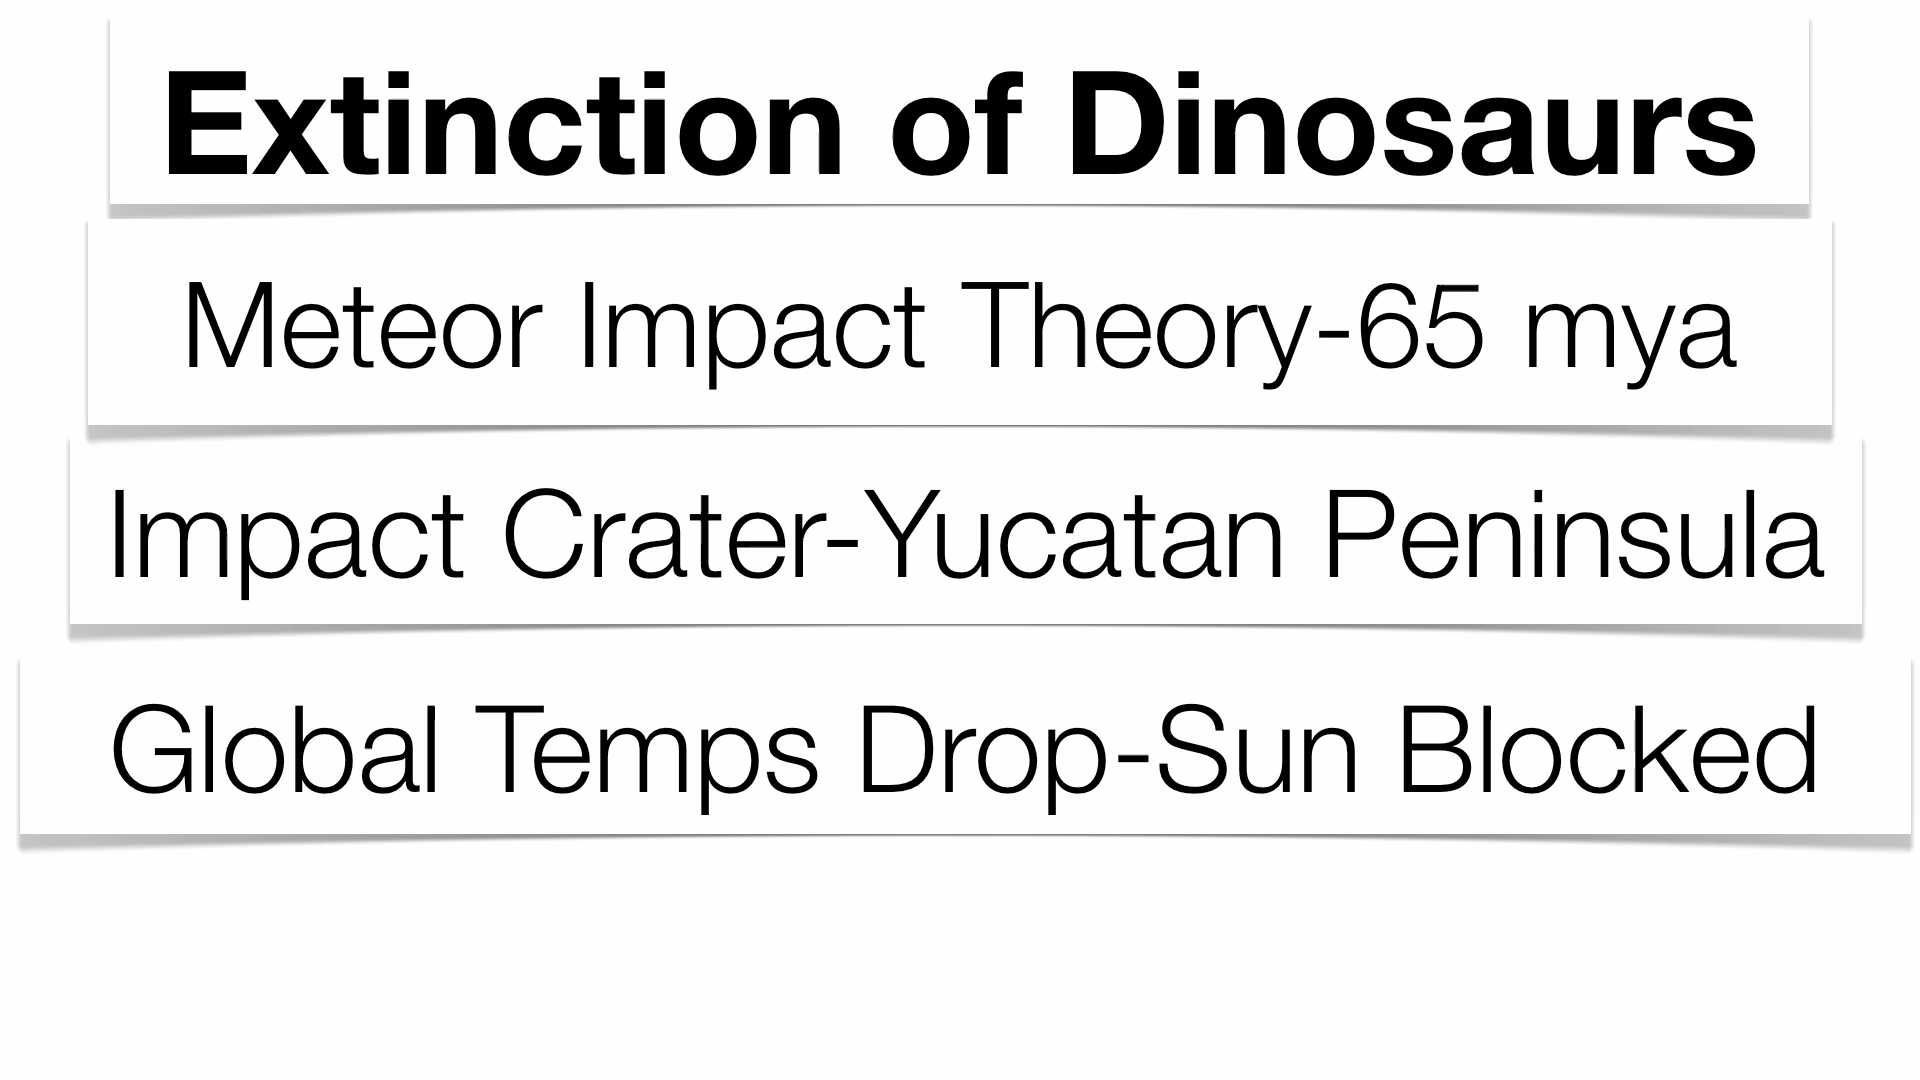 Extinction of Dinosaurs
Meteor Impact Theory-65 mya
Impact Crater-Yucatan Peninsula
Global Temps Drop-Sun Blocked